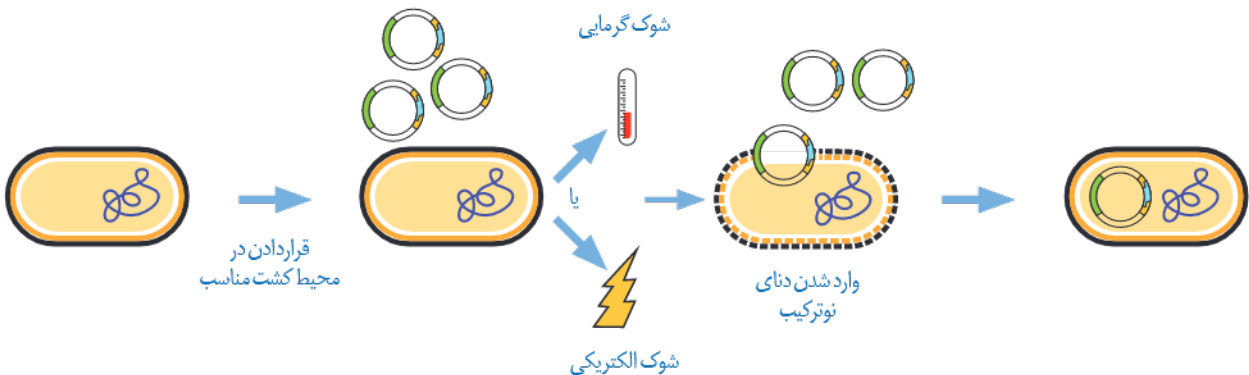 شوک گرمایی
یا
قراردادن در
محیط کشت مناسب
وارد شدن دنای
نوترکیب
شوک الکتریکی